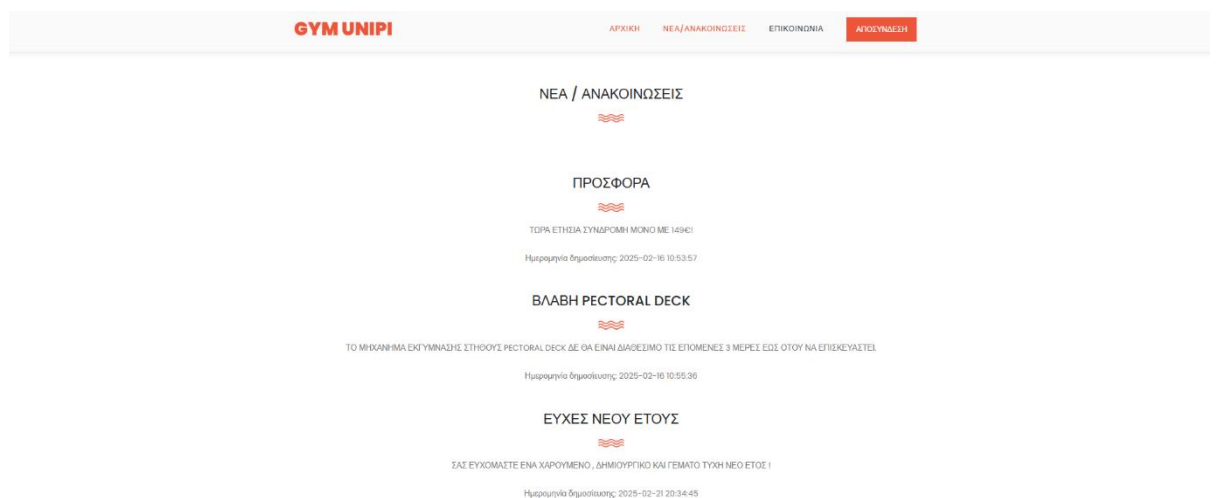 GYM UNIPI
ΑΡΧΙΚΗ ΝΕΑ/ΑΝΑΚΟΙΝΩΣΕΙΣ ΕΠΙΚΟΙΝΩΝΙΑ ΑΠΟΣΥΝΔΕΣΗ
ΝΕΑ / ΑΝΑΚΟΙΝΩΣΕΙΣ
ΠΡΟΣΦΟΡΑ
ΤΩΡΑ ΕΤΗΣΙΑ ΣΥΝΔΡΟΜΗ ΜΟΝΟ ΜΕ 149€!
Ημερομηνία δημοσίευσης: 2025-02-16 10:53:57
ΒΛΑΒΗ PECTORAL DECK
ΤΟ ΜΗΧΑΝΗΜΑ ΕΚΓΥΜΝΑΣΗΣ ΣΤΗΘΟΥΣ PECTORAL DECK ΔΕ ΘΑ ΕΙΝΑΙ ΔΙΑΘΕΣΙΜΟ ΤΙΣ ΕΠΟΜΕΝΕΣ 3 ΜΕΡΕΣ ΕΩΣ ΟΤΟΥ ΝΑ ΕΠΙΣΚΕΥΑΣΤΕΙ.
Ημερομηνία δημοσίευσης: 2025-02-16 10:55:36
ΕΥΧΕΣ ΝΕΟΥ ΕΤΟΥΣ
ΣΑΣ ΕΥΧΟΜΑΣΤΕ ΕΝΑ ΧΑΡΟΥΜΕΝΟ , ΔΗΜΙΟΥΡΓΙΚΟ ΚΑΙ ΓΕΜΑΤΟ ΤΥΧΗ ΝΕΟ ΕΤΟΣ !
Ημερομηνία δημοσίευσης: 2025-02-21 20:34:45